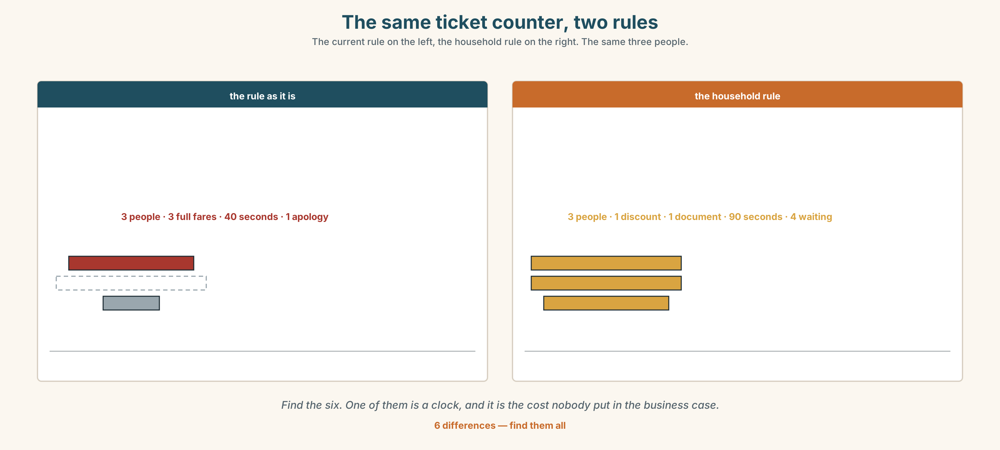 The same ticket counter, two rules
The current rule on the left, the household rule on the right. The same three people.
the rule as it is
3 people · 3 full fares · 40 seconds · 1 apology
the household rule
3 people · 1 discount · 1 document · 90 seconds · 4 waiting
Find the six. One of them is a clock, and it is the cost nobody put in the business case.
6 differences — find them all